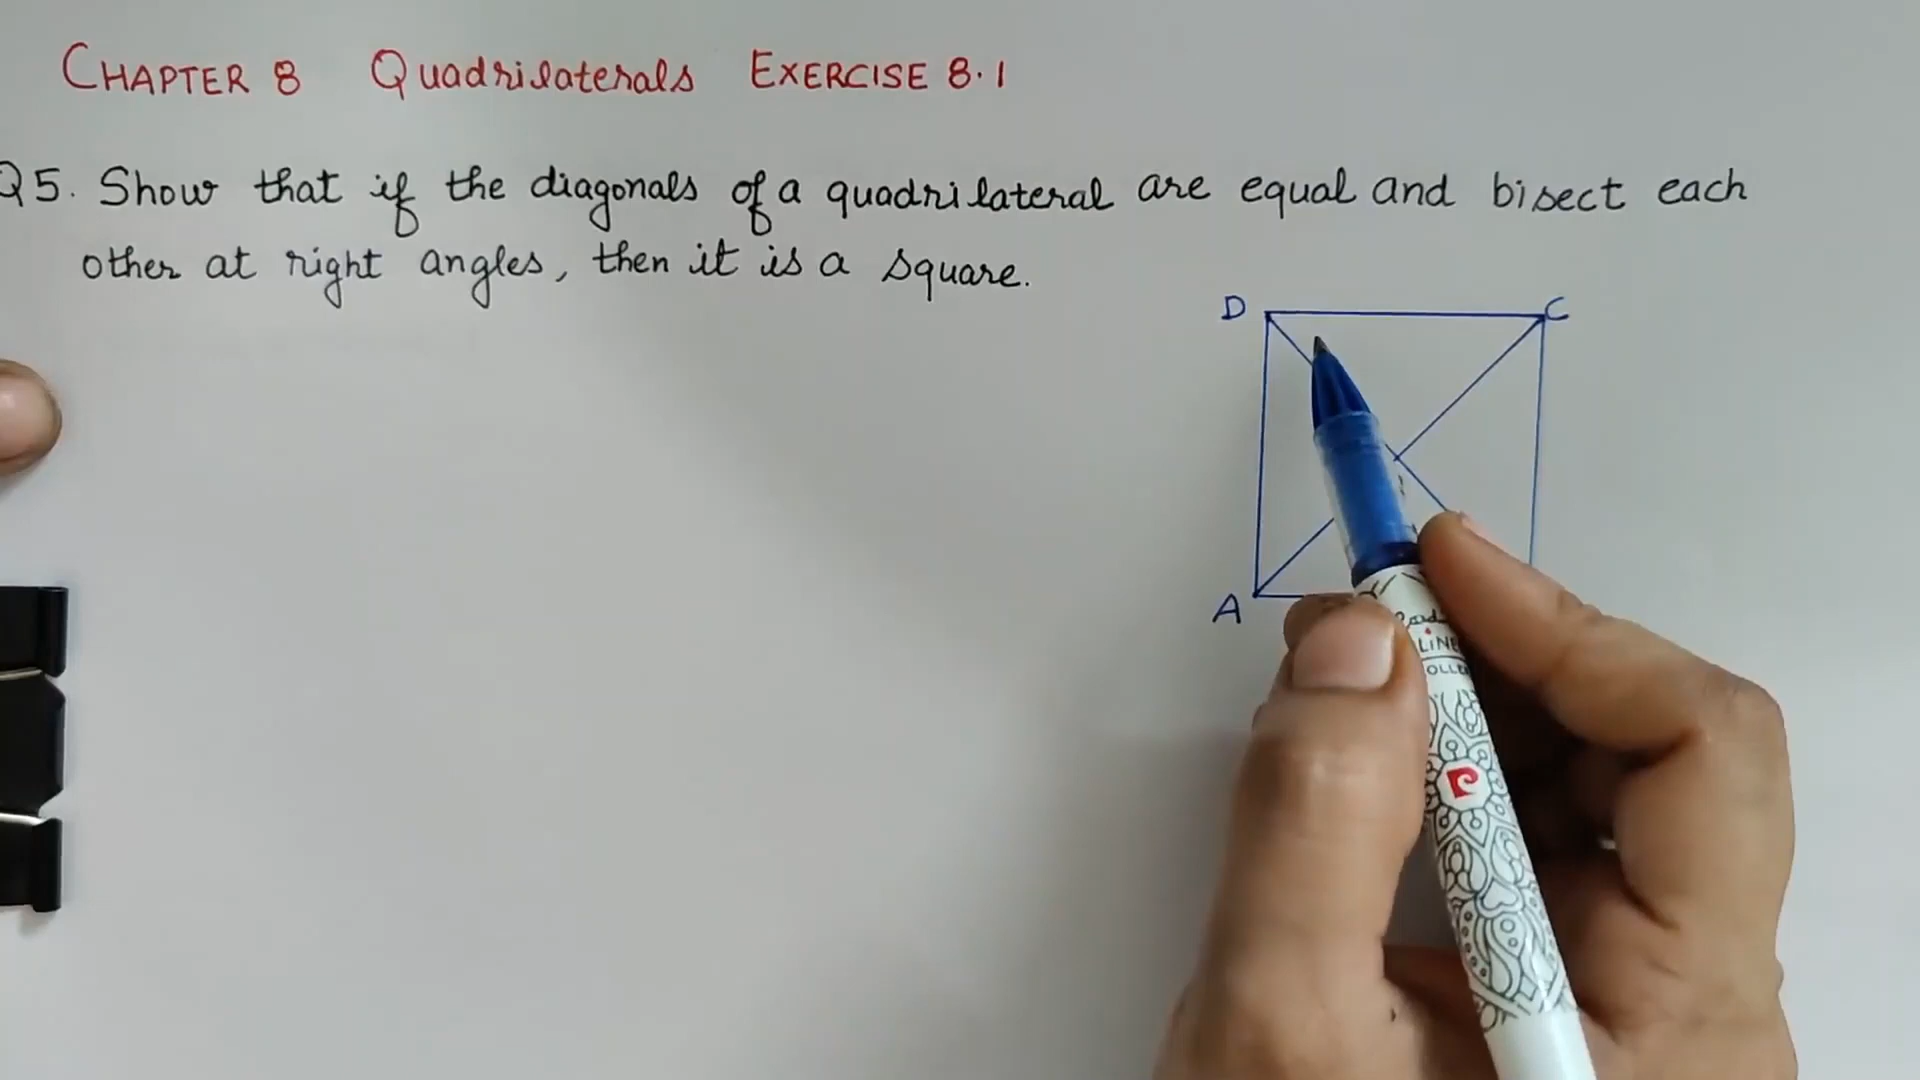 CHAPTER 8 Quadrilaterals EXERCISE 8.1
Q5. Show that if the diagonals of a quadrilateral are equal and bisect each
other at right angles, then it is a square.
D C
A